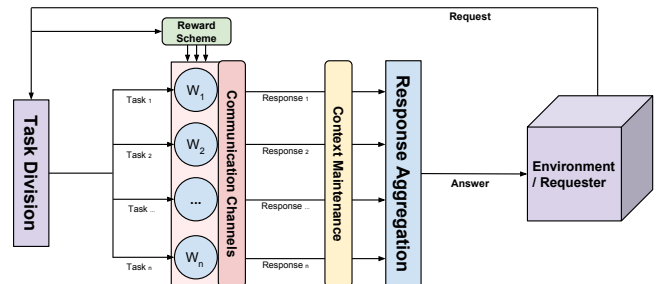 Request
Reward
Scheme
Task Division
Task 1
W1
Communication Channels
Response 1
Context Maintenance
Response Aggregation
Task 2
W2
Response 2
Answer
Environment
/ Requester
Task ...
...
Response ...
Task n
Wn
Response n